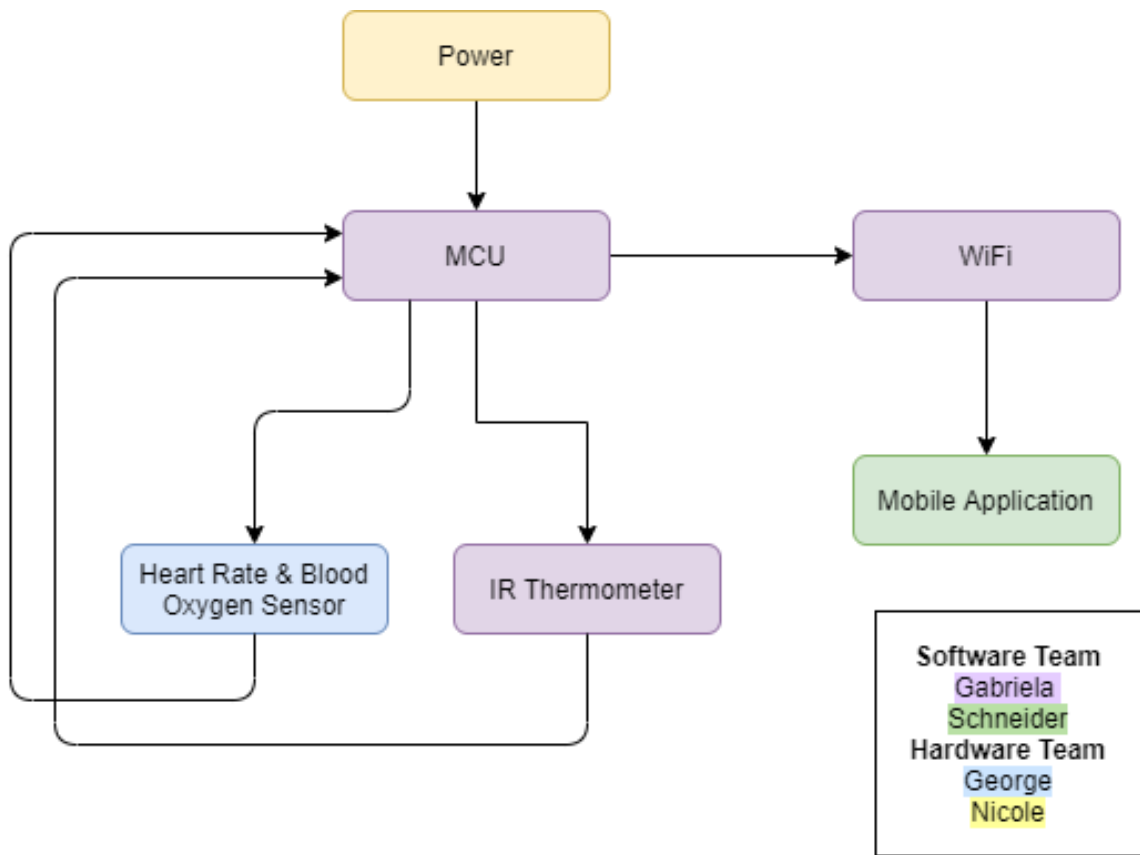 Power
MCU
WiFi
Mobile Application
Heart Rate & Blood
Oxygen Sensor
IR Thermometer
Software Team
Gabriela
Schneider
Hardware Team
George
Nicole